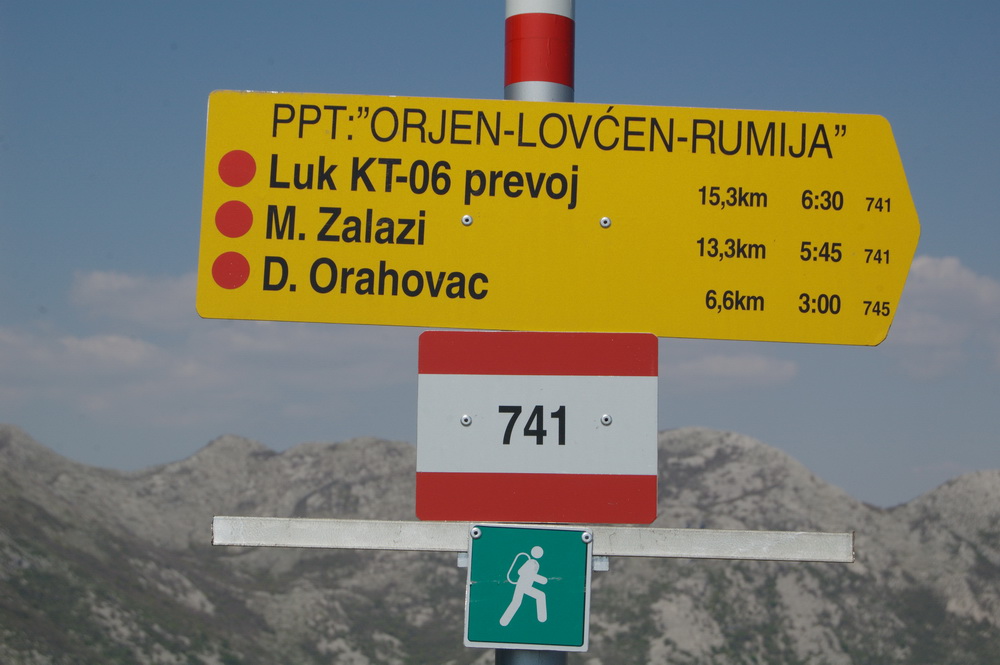 PPT:”ORJEN-LOVĆEN-RUMIJA”
Luk KT-06 prevoj 15,3km 6:30 741
M. Zalazi 13,3km 5:45 741
D. Orahovac 6,6km 3:00 745
741